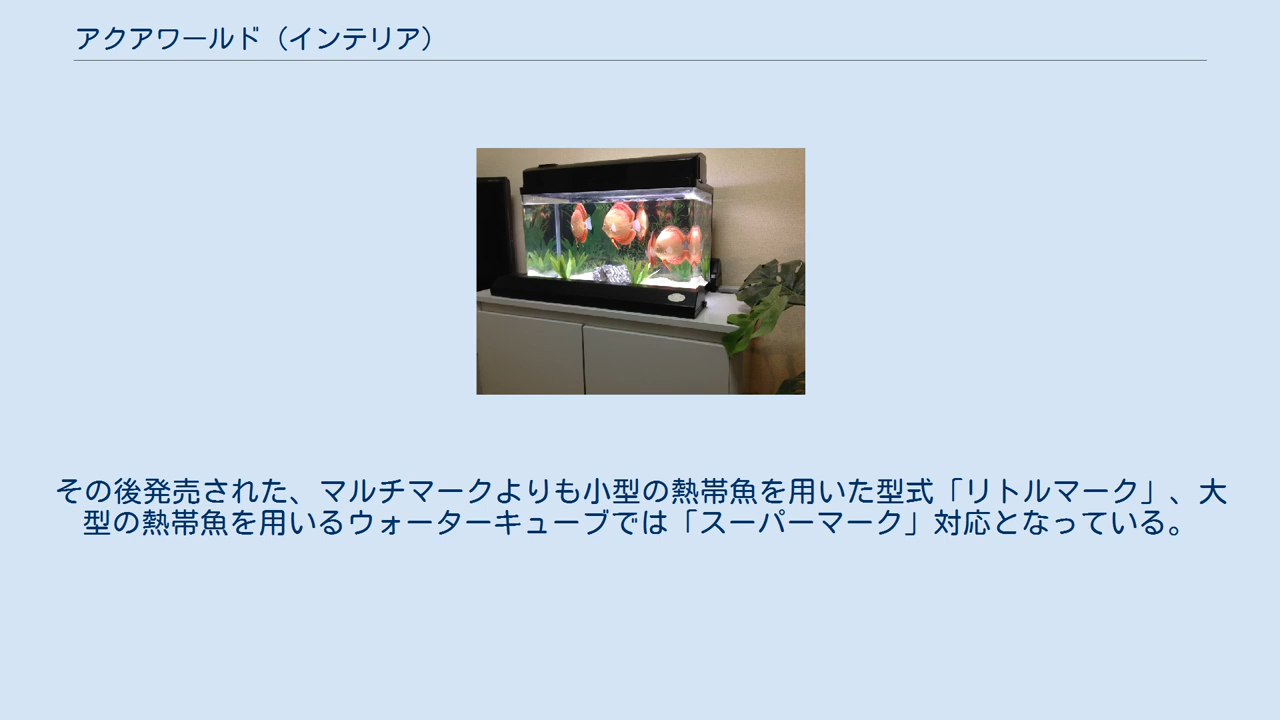 アクアワールド（インテリア）
その後発売された、マルチマークよりも小型の熱帯魚を用いた型式「リトルマーク」、大
型の熱帯魚を用いるウォーターキューブでは「スーパーマーク」対応となっている。